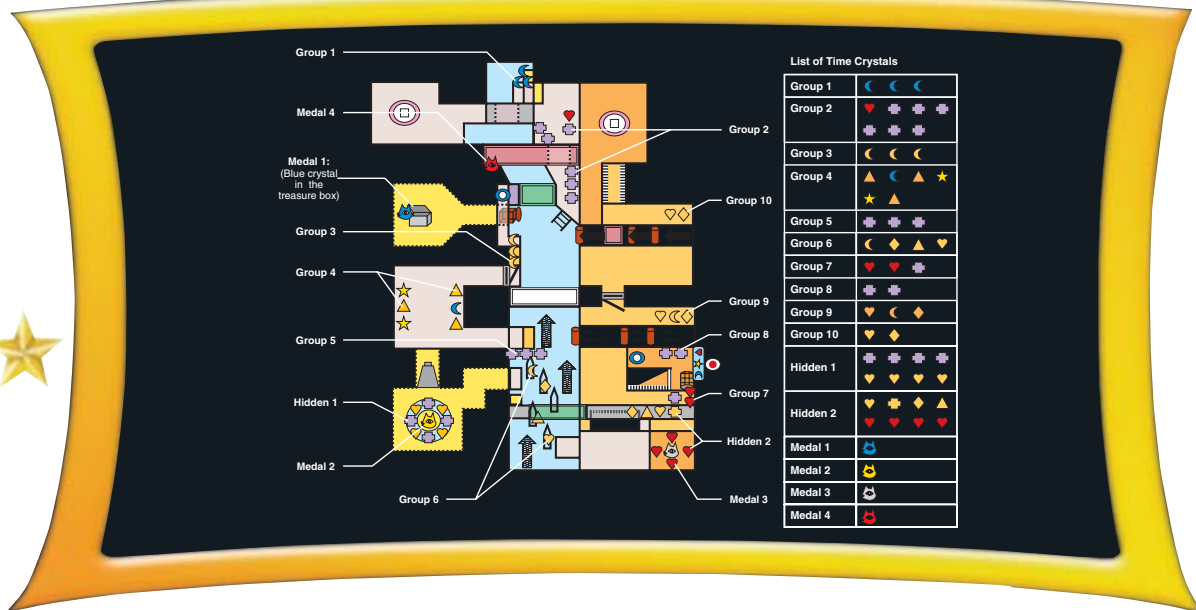 Group 1
Medal 4
Medal 1:
(Blue crystal
in the
treasure box)
Group 3
Group 4
Group 5
Hidden 1
Medal 2
Group 6
Group 2
Group 10
Group 9
Group 8
Group 7
Hidden 2
Medal 3
List of Time Crystals
Group 1
Group 2
Group 3
Group 4
Group 5
Group 6
Group 7
Group 8
Group 9
Group 10
Hidden 1
Hidden 2
Medal 1
Medal 2
Medal 3
Medal 4